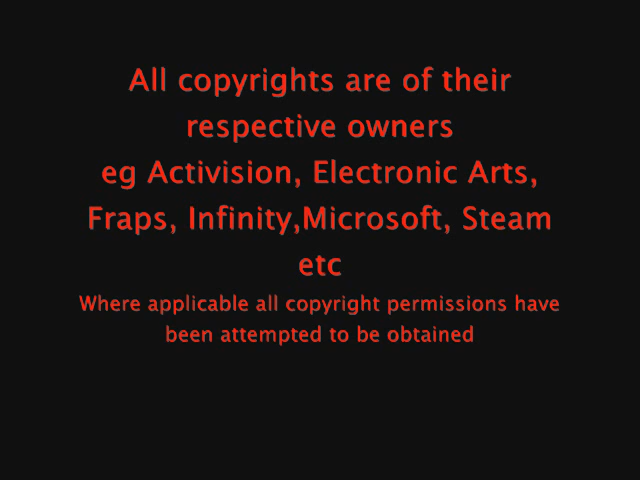 All copyrights are of their
respective owners
eg Activision, Electronic Arts,
Fraps, Infinity,Microsoft, Steam
etc
Where applicable all copyright permissions have
been attempted to be obtained